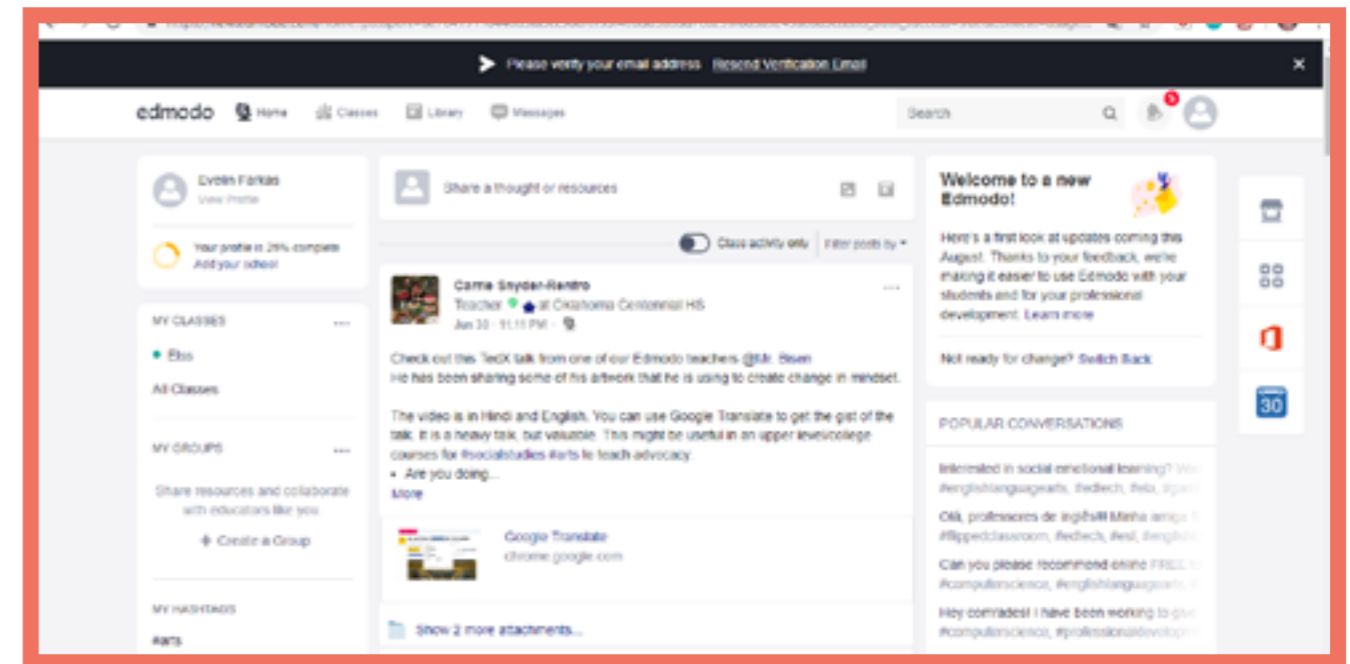 Please verify your email address Resend Verification Email
edmodo Home Classes Library Messages Search
Evelin Farkas
View Profile
Your profile is 25% complete
Add your school
MY CLASSES
All Classes
MY GROUPS
Share resources and collaborate
with educators like you.
Create a Group
MY HASHTAGS
#arts
Share a thought or resources
Class activity only Filter posts by
Carrie Snyder-Renfro
Teacher at Oklahoma Centennial HS
Jun 30 · 11:11 PM ·
Check out this TedX talk from one of our Edmodo teachers @Mr. Bisen
He has been sharing some of his artwork that he is using to create change in mindset.
The video is in Hindi and English. You can use Google Translate to get the gist of the
talk. It is a heavy talk, but valuable. This might be useful in an upper level/college
courses for #socialstudies #arts to teach advocacy.
• Are you doing...
More
Google Translate
chrome.google.com
Show 2 more attachments...
Welcome to a new
Edmodo!
Here's a first look at updates coming this
August. Thanks to your feedback, we're
making it easier to use Edmodo with your
students and for your professional
development. Learn more
Not ready for change? Switch Back
POPULAR CONVERSATIONS
Interested in social emotional learning?
#englishlanguagearts, #edtech, #ela,
Olá, professores de inglês!!! Minha amiga
#flippedclassroom, #edtech, #esl,
Can you please recommend online FREE
#computerscience, #englishlanguagearts,
Hey comrades! I have been working to give
#computerscience,
30